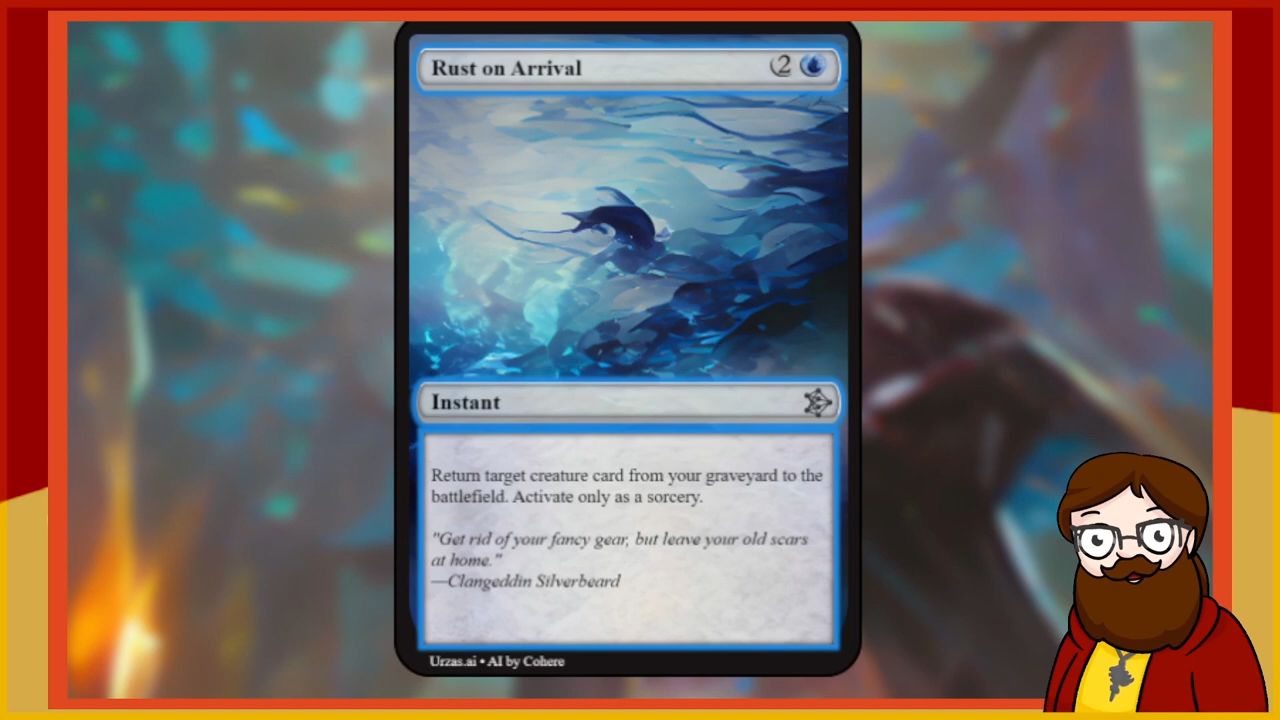 Rust on Arrival 2
Instant
Return target creature card from your graveyard to the
battlefield. Activate only as a sorcery.
"Get rid of your fancy gear, but leave your old scars
at home."
—Clangeddin Silverbeard
Urzas.ai • AI by Cohere